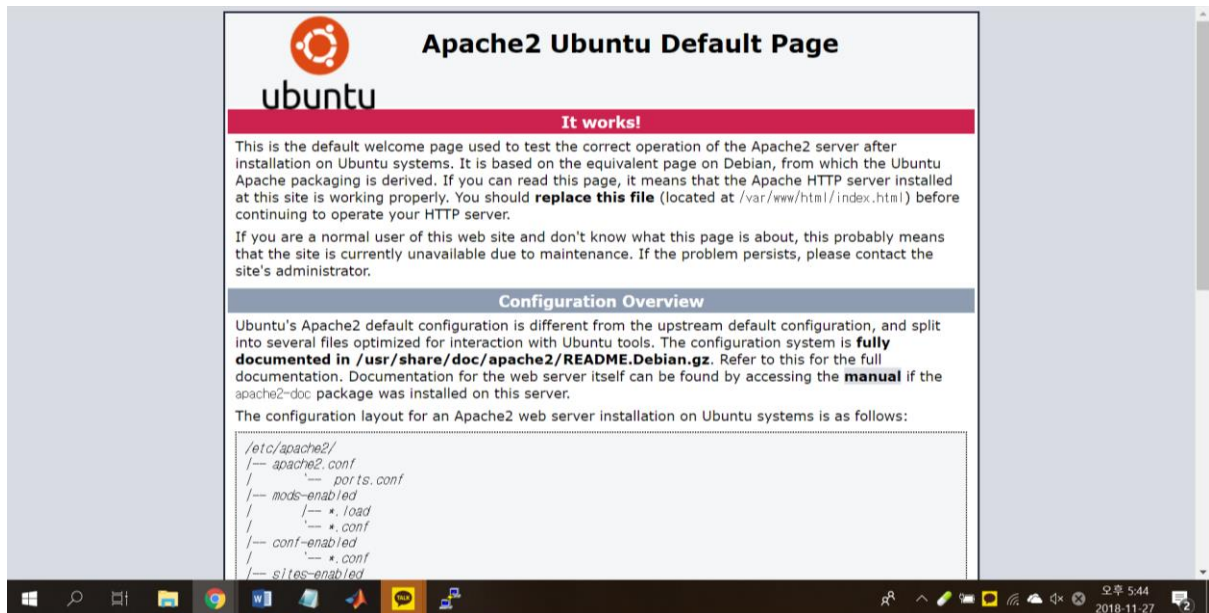 Apache2 Ubuntu Default Page
ubuntu
It works!
This is the default welcome page used to test the correct operation of the Apache2 server after
installation on Ubuntu systems. It is based on the equivalent page on Debian, from which the Ubuntu
Apache packaging is derived. If you can read this page, it means that the Apache HTTP server installed
at this site is working properly. You should replace this file (located at /var/www/html/index.html) before
continuing to operate your HTTP server.
If you are a normal user of this web site and don't know what this page is about, this probably means
that the site is currently unavailable due to maintenance. If the problem persists, please contact the
site's administrator.
Configuration Overview
Ubuntu's Apache2 default configuration is different from the upstream default configuration, and split
into several files optimized for interaction with Ubuntu tools. The configuration system is fully
documented in /usr/share/doc/apache2/README.Debian.gz. Refer to this for the full
documentation. Documentation for the web server itself can be found by accessing the manual if the
apache2-doc package was installed on this server.
The configuration layout for an Apache2 web server installation on Ubuntu systems is as follows:
/etc/apache2/
|-- apache2.conf
|       `-- ports.conf
|-- mods-enabled
|       |-- *.load
|       `-- *.conf
|-- conf-enabled
|       `-- *.conf
|-- sites-enabled
TALK
오후 5:44
2018-11-27
2